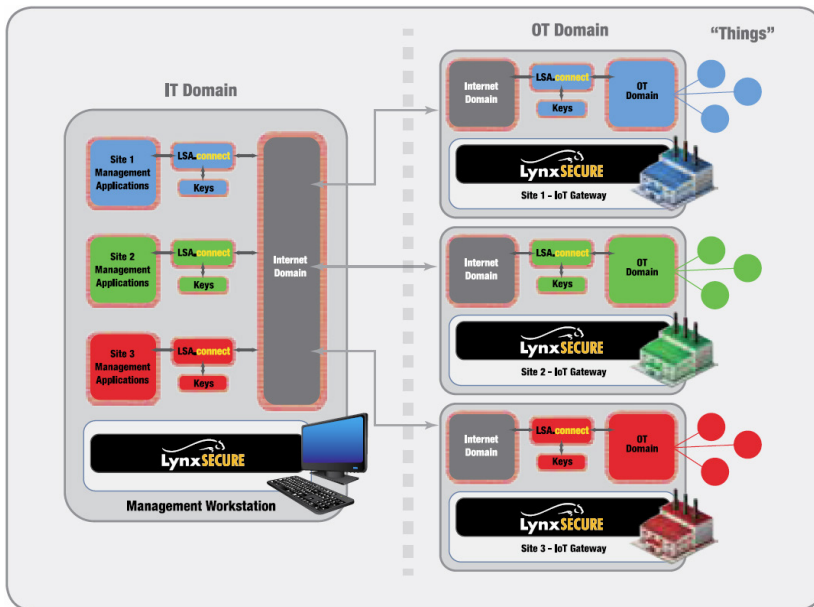 IT Domain
Site 1
Management
Applications
LSA.connect
Keys
Site 2
Management
Applications
LSA.connect
Keys
Site 3
Management
Applications
LSA.connect
Keys
Internet
Domain
LYNXSECURE
Management Workstation
OT Domain
"Things"
Internet
Domain
LSA.connect
Keys
OT
Domain
LYNXSECURE
Site 1 - IoT Gateway
Internet
Domain
LSA.connect
Keys
OT
Domain
LYNXSECURE
Site 2 - IoT Gateway
Internet
Domain
LSA.connect
Keys
OT
Domain
LYNXSECURE
Site 3 - IoT Gateway